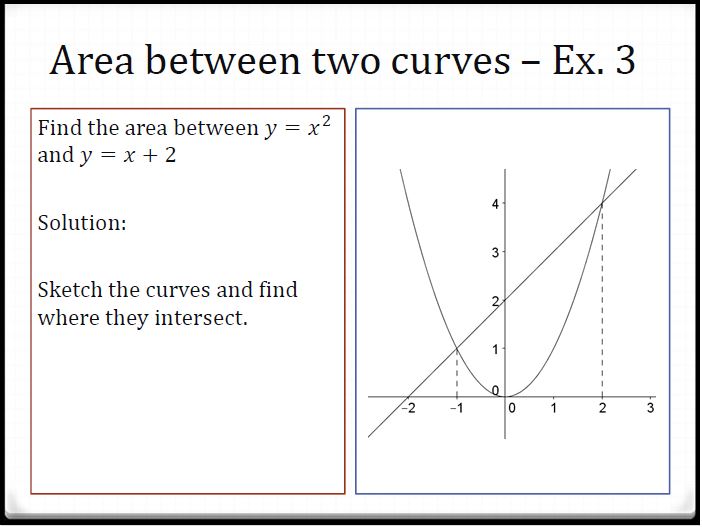 Area between two curves – Ex. 3
Find the area between y = x²
and y = x + 2
Solution:
Sketch the curves and find
where they intersect.
4
3
2
1
0
−2 −1 0 1 2 3